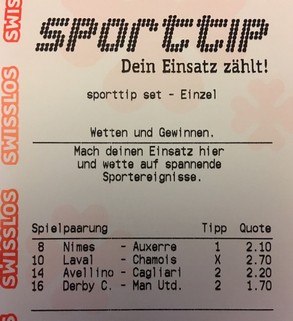 sporttip
Dein Einsatz zählt!
sporttip set - Einzel
Wetten und Gewinnen.
Mach deinen Einsatz hier
und wette auf spannende
Sportereignisse.
Spielpaarung Tipp Quote
8 Nimes - Auxerre 1 2.10
10 Laval - Chamois X 2.70
14 Avellino - Cagliari 2 2.20
16 Derby C. - Man Utd. 2 1.70
SWISSLOS
SWISSLOS
SWISSLOS